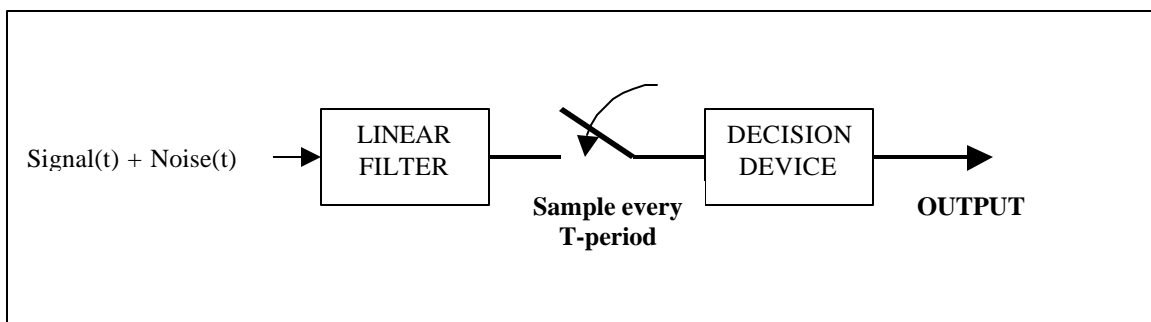 Signal(t) + Noise(t)
LINEAR
FILTER
Sample every
T-period
DECISION
DEVICE
OUTPUT